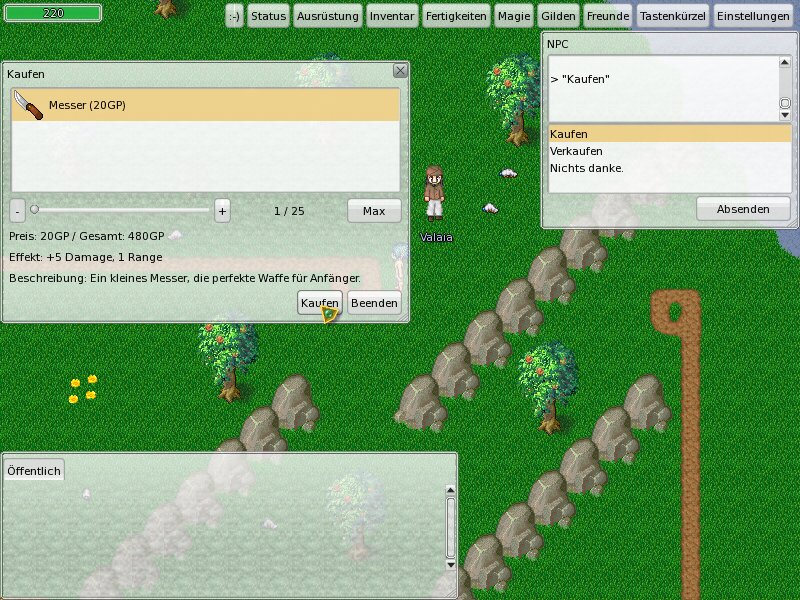 220
:-) Status Ausrüstung Inventar Fertigkeiten Magie Gilden Freunde Tastenkürzel Einstellungen
NPC
> "Kaufen"
Kaufen
Verkaufen
Nichts danke.
Absenden
Kaufen
Messer (20GP)
- + 1 / 25 Max
Preis: 20GP / Gesamt: 480GP
Effekt: +5 Damage, 1 Range
Beschreibung: Ein kleines Messer, die perfekte Waffe für Anfänger.
Kaufen Beenden
Valaia
Öffentlich